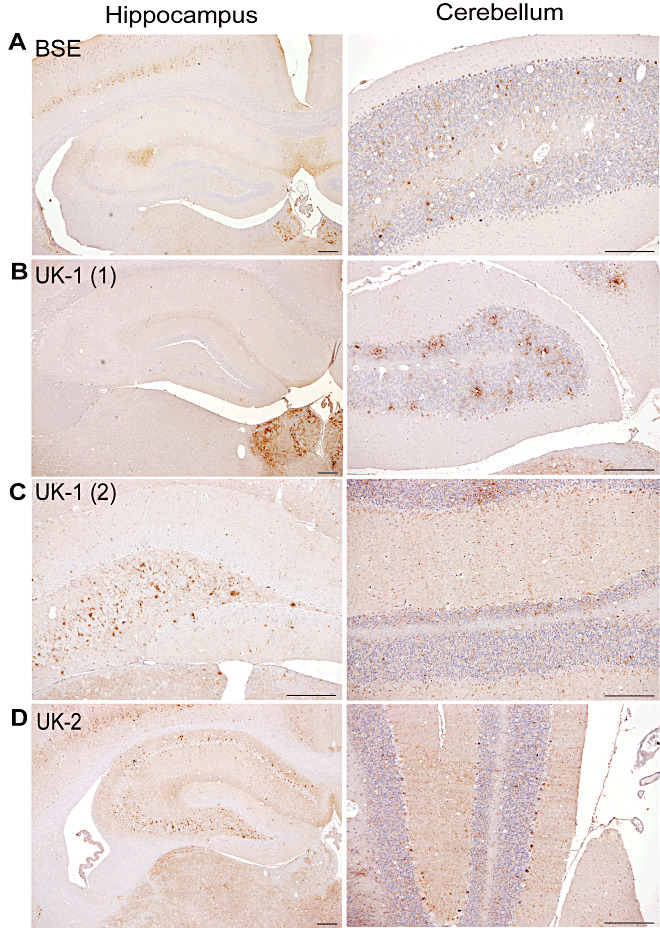 Hippocampus Cerebellum
A BSE
B UK-1 (1)
C UK-1 (2)
D UK-2